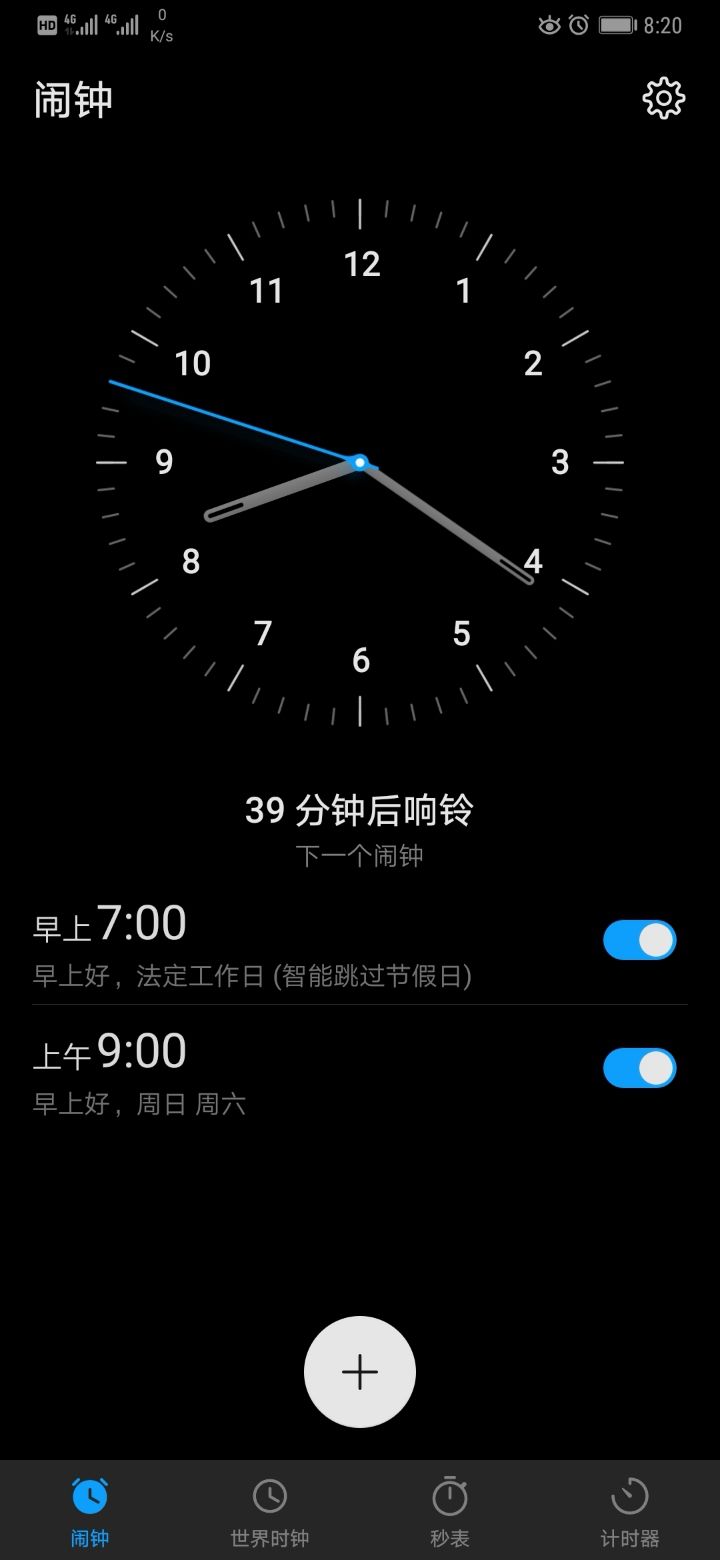 HD 4G 4G 0 K/s 8:20
闹钟
12
11 1
10 2
9 3
8 4
7 5
6
39 分钟后响铃
下一个闹钟
早上7:00
早上好，法定工作日 (智能跳过节假日)
上午9:00
早上好，周日 周六
闹钟 世界时钟 秒表 计时器